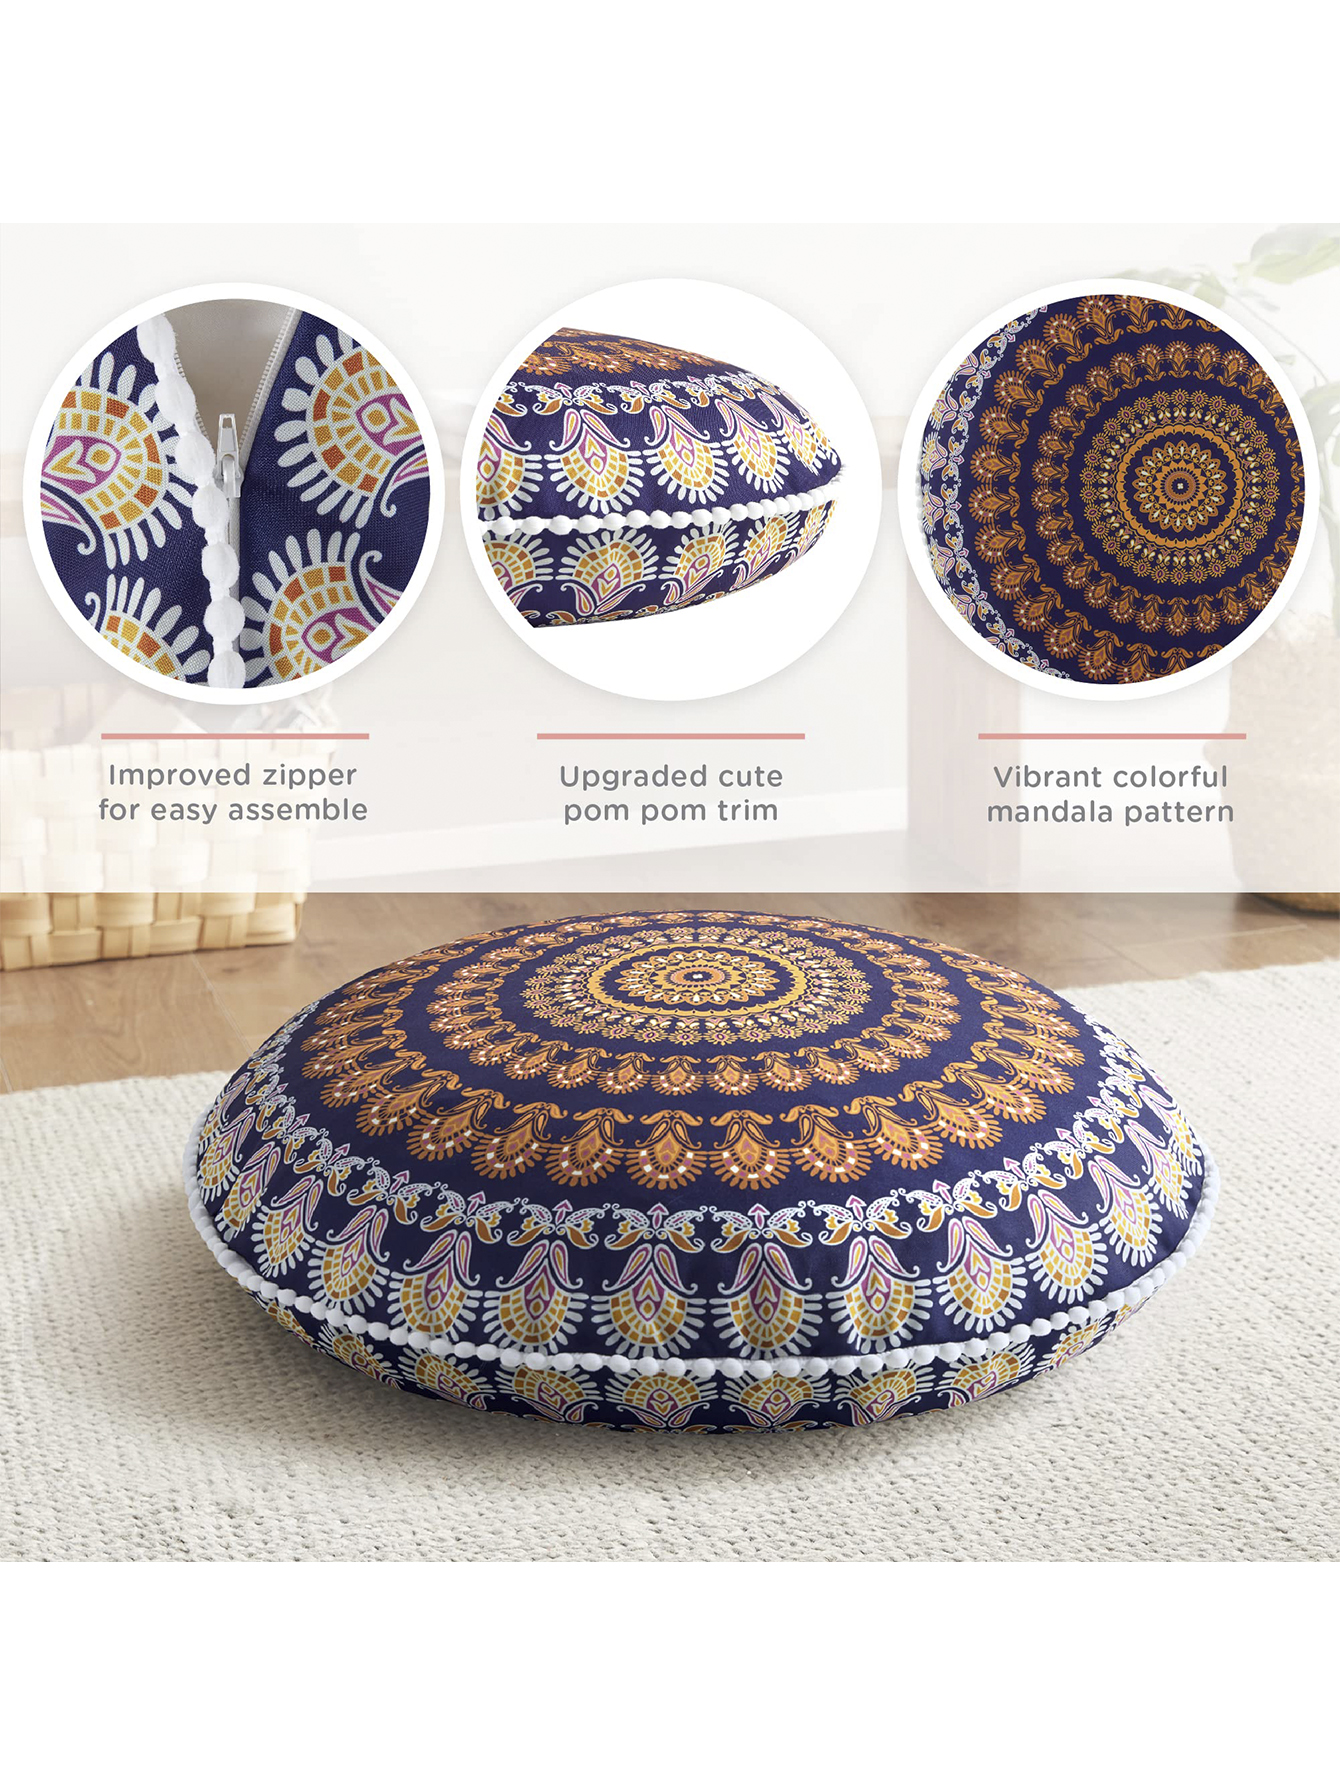 Improved zipper
for easy assemble
Upgraded cute
pom pom trim
Vibrant colorful
mandala pattern